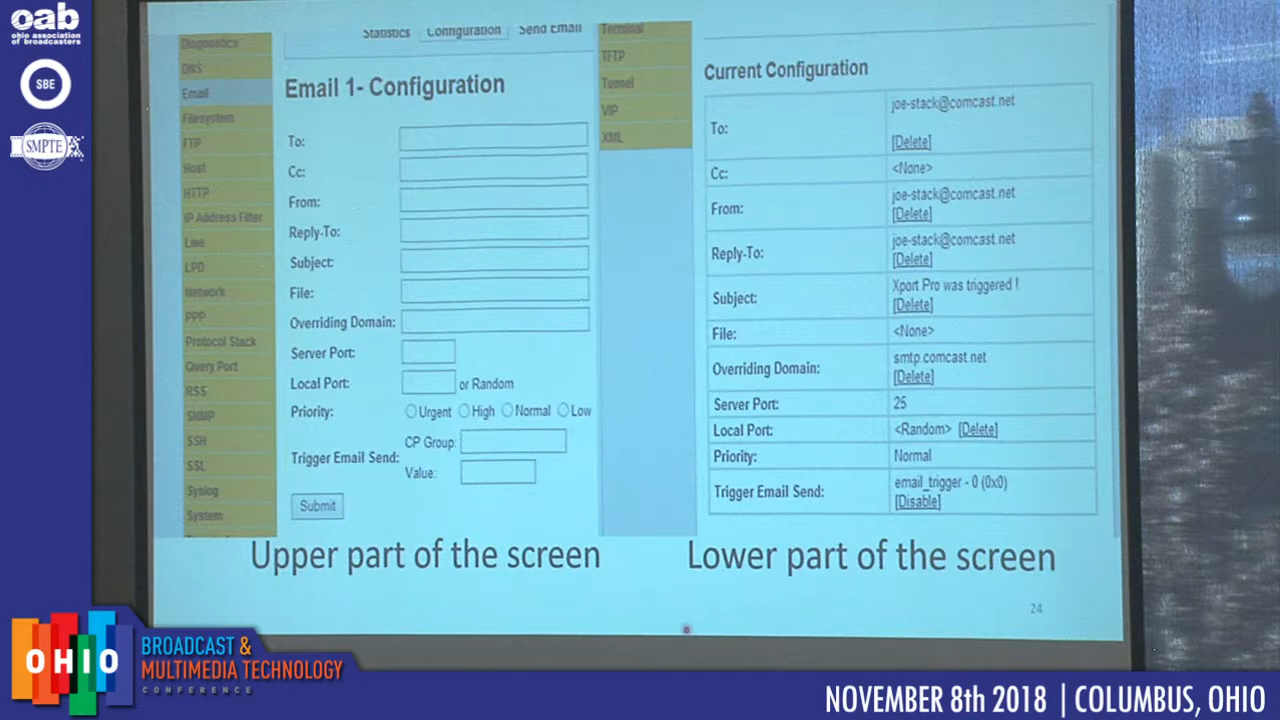 oab
ohio association
of broadcasters
SBE
SMPTE
Statistics Configuration Send Email
Diagnostics
DNS
Email
Filesystem
FTP
Host
HTTP
IP Address Filter
Line
LPD
Network
PPP
Protocol Stack
Query Port
RSS
SNMP
SSH
SSL
Syslog
System
Email 1- Configuration
To:
Cc:
From:
Reply-To:
Subject:
File:
Overriding Domain:
Server Port:
Local Port: or Random
Priority: Urgent High Normal Low
Trigger Email Send: CP Group:
Value:
Submit
Upper part of the screen
Terminal
TFTP
Tunnel
VIP
XML
Current Configuration
To: joe-stack@comcast.net
[Delete]
Cc: <None>
From: joe-stack@comcast.net
[Delete]
Reply-To: joe-stack@comcast.net
[Delete]
Subject: Xport Pro was triggered !
[Delete]
File: <None>
Overriding Domain: smtp.comcast.net
[Delete]
Server Port: 25
Local Port: <Random> [Delete]
Priority: Normal
Trigger Email Send: email_trigger - 0 (0x0)
[Disable]
Lower part of the screen
24
OHIO
BROADCAST &
MULTIMEDIA TECHNOLOGY
CONFERENCE
NOVEMBER 8th 2018 | COLUMBUS, OHIO